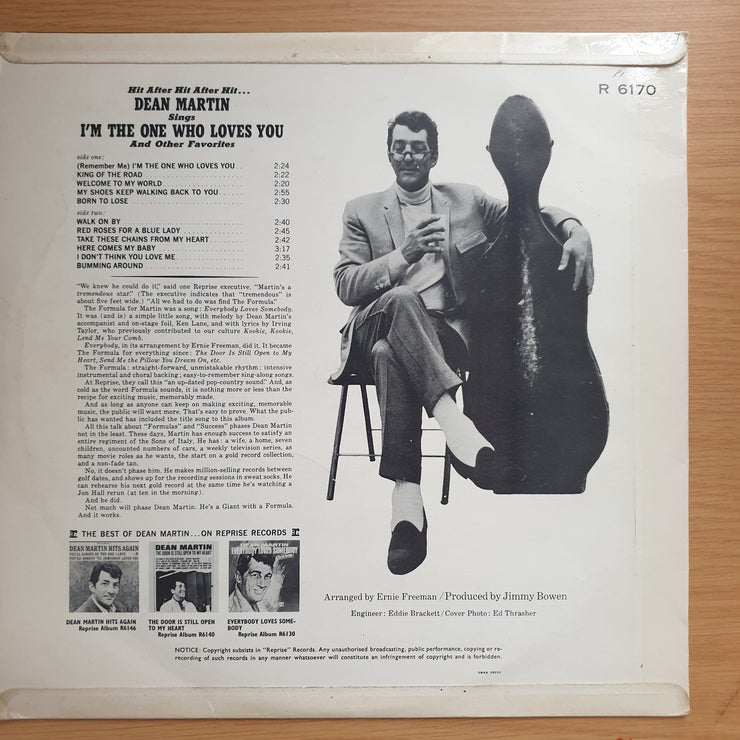 R 6170
Hit After Hit After Hit...
DEAN MARTIN
Sings
I'M THE ONE WHO LOVES YOU
And Other Favorites
side one:
(Remember Me) I'M THE ONE WHO LOVES YOU . . 2:24
KING OF THE ROAD . . . . . . . . . . . . . . . . . . . . 2:22
WELCOME TO MY WORLD . . . . . . . . . . . . . . . . 2:20
MY SHOES KEEP WALKING BACK TO YOU . . . . . . 2:55
BORN TO LOSE . . . . . . . . . . . . . . . . . . . . . . 2:30
side two:
WALK ON BY . . . . . . . . . . . . . . . . . . . . . . . 2:40
RED ROSES FOR A BLUE LADY . . . . . . . . . . . . . 2:45
TAKE THESE CHAINS FROM MY HEART . . . . . . . . 2:42
HERE COMES MY BABY . . . . . . . . . . . . . . . . . 3:17
I DON'T THINK YOU LOVE ME . . . . . . . . . . . . . . 2:35
BUMMING AROUND . . . . . . . . . . . . . . . . . . . . 2:41
"We knew he could do it," said one Reprise executive. "Martin's a
tremendous star." (The executive indicates that "tremendous" is
about five feet wide.) "All we had to do was find The Formula."
The Formula for Martin was a song: Everybody Loves Somebody.
It was (and is) a simple little song, with melody by Dean Martin's
accompanist and on-stage foil, Ken Lane, and with lyrics by Irving
Taylor, who previously contributed to our culture Kookie, Kookie,
Lend Me Your Comb.
Everybody, in its arrangement by Ernie Freeman, did it. It became
The Formula for everything since: The Door Is Still Open to My
Heart, Send Me the Pillow You Dream On, etc.
The Formula: straight-forward, unmistakable rhythm; intensive
instrumental and choral backing; easy-to-remember sing-along songs.
At Reprise, they call this "an up-dated pop-country sound." And, as
cold as the word Formula sounds, it is nothing more or less than the
recipe for exciting music, memorably made.
And as long as anyone can keep on making exciting, memorable
music, the public will want more. That's easy to prove. What the pub-
lic has wanted has included the title song to this album.
All this talk about "Formulas" and "Success" phases Dean Martin
not in the least. These days, Martin has enough success to satisfy an
entire regiment of the Sons of Italy. He has: a wife, a home, seven
children, uncounted numbers of cars, a weekly television series, as
many movie roles as he wants, the start on a gold record collection,
and a non-fade tan.
No, it doesn't phase him. He makes million-selling records between
golf dates, and shows up for the recording sessions in sweat socks. He
can rehearse his next gold record at the same time he's watching a
Jon Hall rerun (at ten in the morning).
And he did.
Not much will phase Dean Martin. He's a Giant with a Formula.
And it works.
THE BEST OF DEAN MARTIN...ON REPRISE RECORDS
DEAN MARTIN HITS AGAIN
DEAN MARTIN
THE DOOR IS STILL OPEN TO MY HEART
DEAN MARTIN
EVERYBODY LOVES SOMEBODY
DEAN MARTIN HITS AGAIN
Reprise Album R6146
THE DOOR IS STILL OPEN
TO MY HEART
Reprise Album R6140
EVERYBODY LOVES SOME-
BODY
Reprise Album R6130
Arranged by Ernie Freeman / Produced by Jimmy Bowen
Engineer: Eddie Brackett / Cover Photo: Ed Thrasher
NOTICE: Copyright subsists in "Reprise" Records. Any unauthorised broadcasting, public performance, copying or re-
recording of such records in any manner whatsoever will constitute an infringement of copyright and is forbidden.